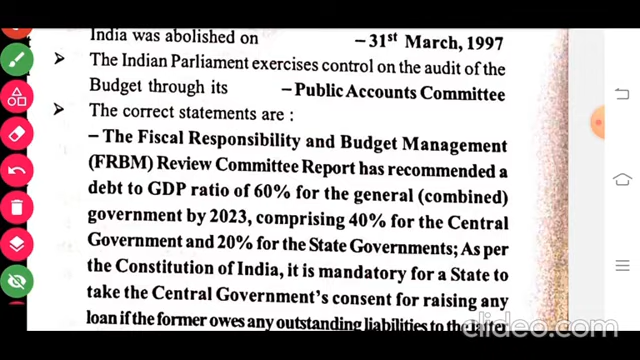 India was abolished on – 31st March, 1997
➤ The Indian Parliament exercises control on the audit of the
Budget through its – Public Accounts Committee
➤ The correct statements are :
– The Fiscal Responsibility and Budget Management
(FRBM) Review Committee Report has recommended a
debt to GDP ratio of 60% for the general (combined)
government by 2023, comprising 40% for the Central
Government and 20% for the State Governments; As per
the Constitution of India, it is mandatory for a State to
take the Central Government's consent for raising any
loan if the former owes any outstanding liabilities to the latter
clideo.com